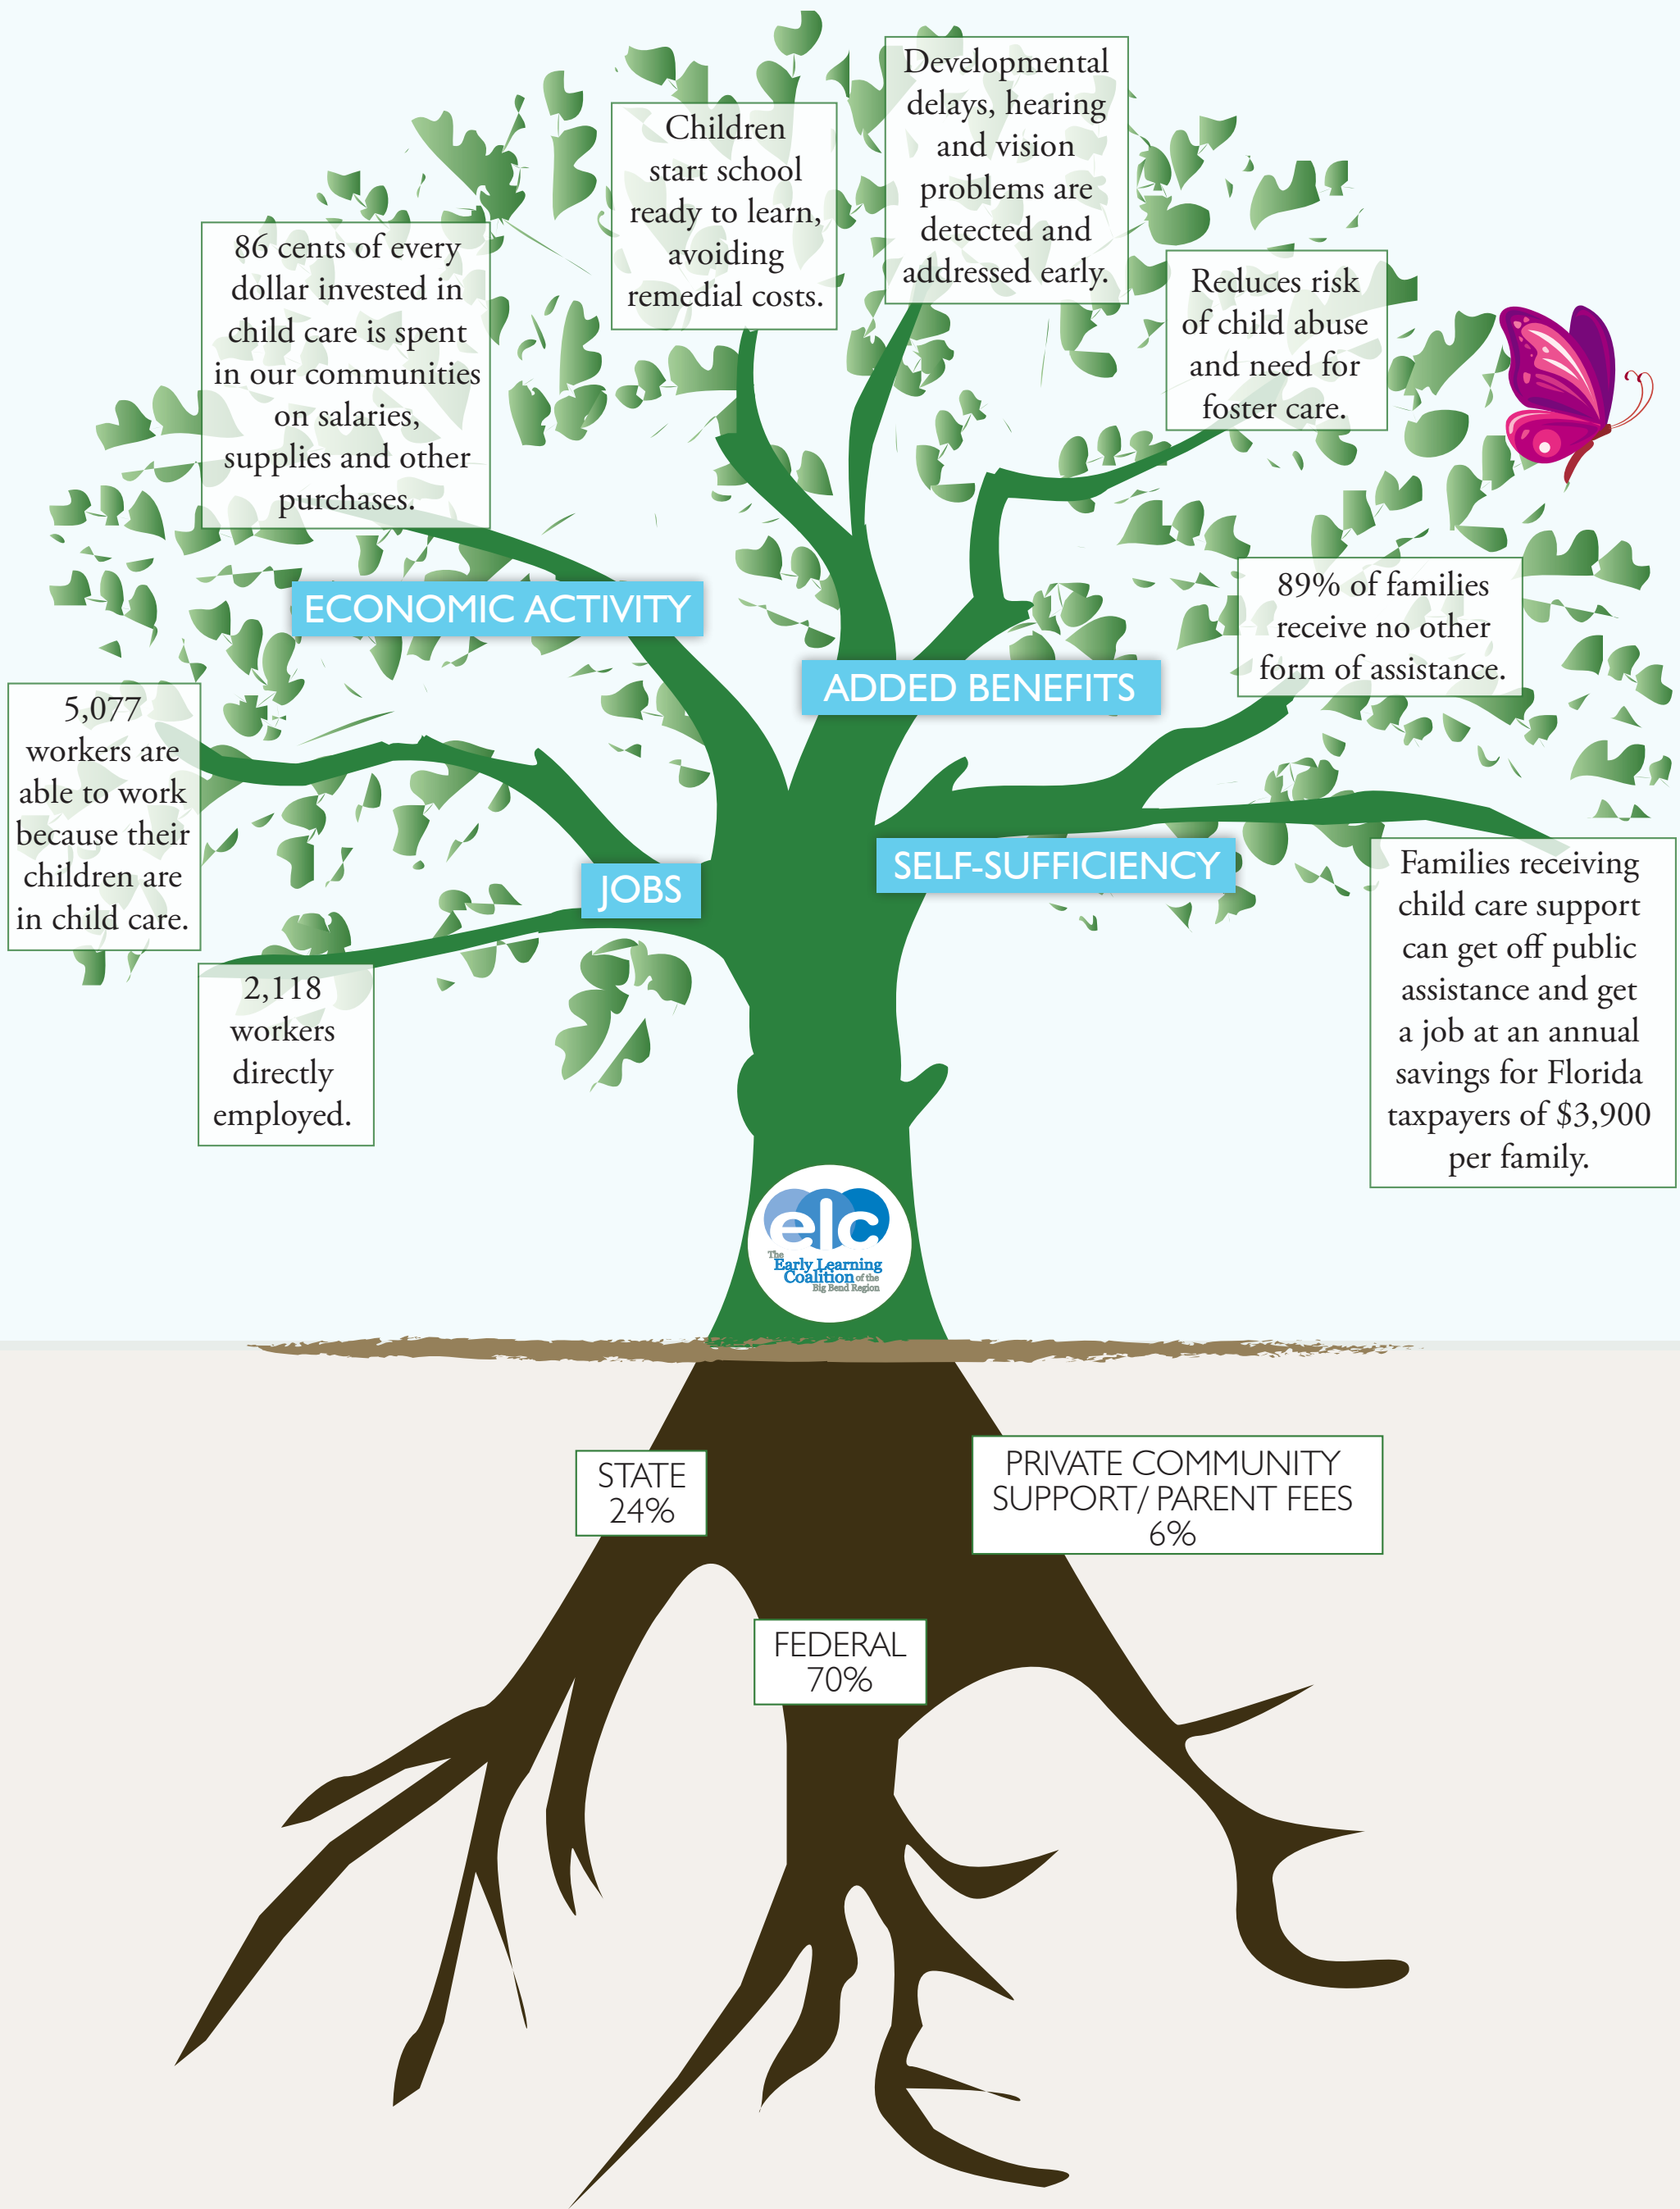 Developmental
delays, hearing
and vision
problems are
detected and
addressed early.
Children
start school
ready to learn,
avoiding
remedial costs.
86 cents of every
dollar invested in
child care is spent
in our communities
on salaries,
supplies and other
purchases.
Reduces risk
of child abuse
and need for
foster care.
ECONOMIC ACTIVITY
89% of families
receive no other
form of assistance.
ADDED BENEFITS
5,077
workers are
able to work
because their
children are
in child care.
JOBS
SELF-SUFFICIENCY
Families receiving
child care support
can get off public
assistance and get
a job at an annual
savings for Florida
taxpayers of $3,900
per family.
2,118
workers
directly
employed.
elc
The
Early Learning
Coalition of the
Big Bend Region
STATE
24%
PRIVATE COMMUNITY
SUPPORT/ PARENT FEES
6%
FEDERAL
70%